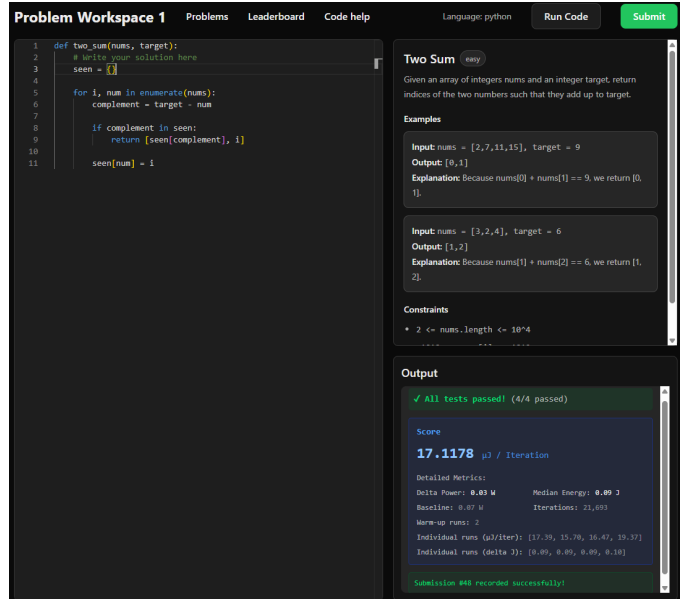 Problem Workspace 1 Problems Leaderboard Code help Language: python Run Code Submit
1 def two_sum(nums, target):
2 # Write your solution here
3 seen = {}
4
5 for i, num in enumerate(nums):
6 complement = target - num
7
8 if complement in seen:
9 return [seen[complement], i]
10
11 seen[num] = i
Two Sum easy
Given an array of integers nums and an integer target, return
indices of the two numbers such that they add up to target.
Examples
Input: nums = [2,7,11,15], target = 9
Output: [0,1]
Explanation: Because nums[0] + nums[1] == 9, we return [0,
1].
Input: nums = [3,2,4], target = 6
Output: [1,2]
Explanation: Because nums[1] + nums[2] == 6, we return [1,
2].
Constraints
• 2 <= nums.length <= 10^4
Output
✓ All tests passed! (4/4 passed)
Score
17.1178 µJ / Iteration
Detailed Metrics:
Delta Power: 0.03 W Median Energy: 0.09 J
Baseline: 0.07 W Iterations: 21,693
Warm-up runs: 2
Individual runs (µJ/iter): [17.39, 15.70, 16.47, 19.37]
Individual runs (delta J): [0.09, 0.09, 0.09, 0.10]
Submission #48 recorded successfully!